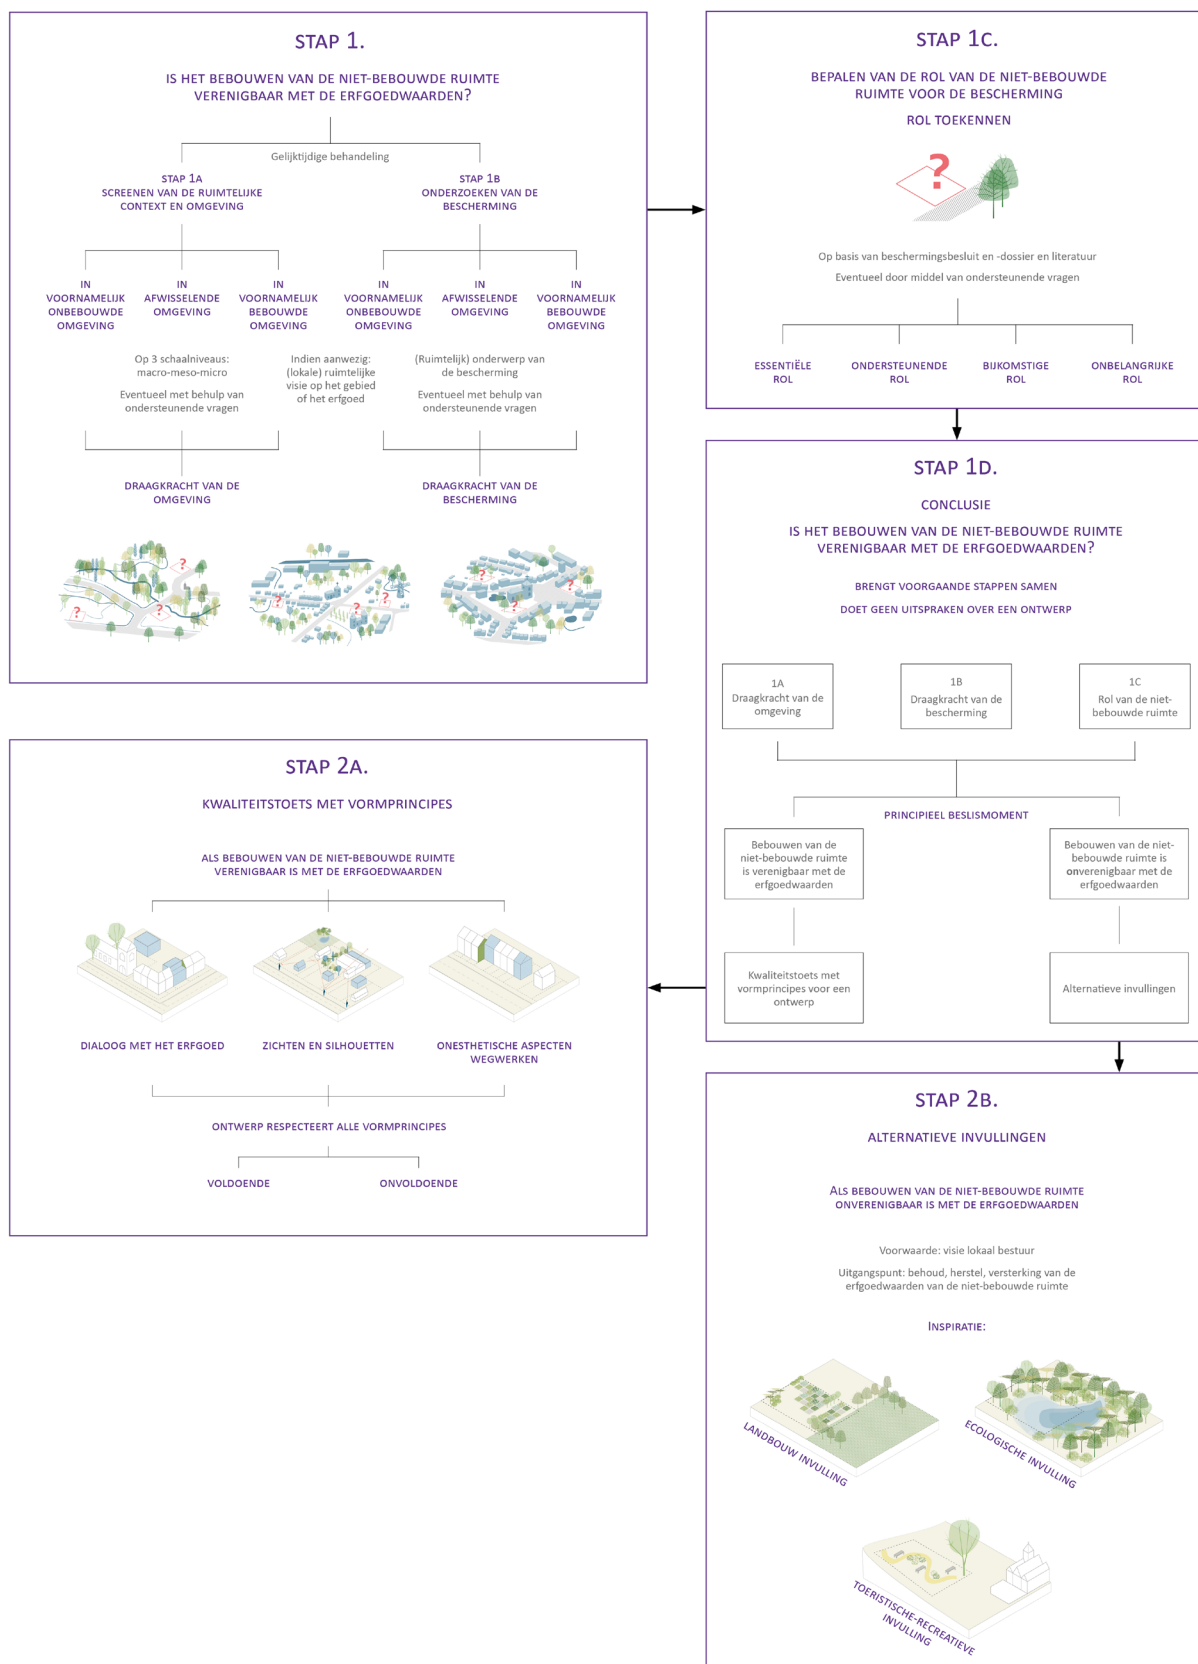 STAP 1.
IS HET BEBOUWEN VAN DE NIET-BEBOUWDE RUIMTE
VERENIGBAAR MET DE ERFGOEDWAARDEN?
Gelijktijdige behandeling
STAP 1A
SCREENEN VAN DE RUIMTELIJKE
CONTEXT EN OMGEVING
STAP 1B
ONDERZOEKEN VAN DE
BESCHERMING
IN
VOORNAMELIJK
ONBEBOUWDE
OMGEVING
IN
AFWISSELENDE
OMGEVING
IN
VOORNAMELIJK
BEBOUWDE
OMGEVING
IN
VOORNAMELIJK
ONBEBOUWDE
OMGEVING
IN
AFWISSELENDE
OMGEVING
IN
VOORNAMELIJK
BEBOUWDE
OMGEVING
Op 3 schaalniveaus:
macro-meso-micro
Eventueel met behulp van
ondersteunende vragen
Indien aanwezig:
(lokale) ruimtelijke
visie op het gebied
of het erfgoed
(Ruimtelijk) onderwerp van
de bescherming
Eventueel met behulp van
ondersteunende vragen
DRAAGKRACHT VAN DE
OMGEVING
DRAAGKRACHT VAN DE
BESCHERMING
?
?
?
?
?
?
?
?
?
STAP 1C.
BEPALEN VAN DE ROL VAN DE NIET-BEBOUWDE
RUIMTE VOOR DE BESCHERMING
ROL TOEKENNEN
?
Op basis van beschermingsbesluit en -dossier en literatuur
Eventueel door middel van ondersteunende vragen
ESSENTIËLE
ROL
ONDERSTEUNENDE
ROL
BIJKOMSTIGE
ROL
ONBELANGRIJKE
ROL
STAP 1D.
CONCLUSIE
IS HET BEBOUWEN VAN DE NIET-BEBOUWDE RUIMTE
VERENIGBAAR MET DE ERFGOEDWAARDEN?
BRENGT VOORGAANDE STAPPEN SAMEN
DOET GEEN UITSPRAKEN OVER EEN ONTWERP
1A
Draagkracht van de
omgeving
1B
Draagkracht van de
bescherming
1C
Rol van de niet-
bebouwde ruimte
PRINCIPIEEL BESLISMOMENT
Bebouwen van de
niet-bebouwde ruimte
is verenigbaar met de
erfgoedwaarden
Bebouwen van de niet-
bebouwde ruimte is
onverenigbaar met de
erfgoedwaarden
Kwaliteitstoets met
vormprincipes voor een
ontwerp
Alternatieve invullingen
STAP 2A.
KWALITEITSTOETS MET VORMPRINCIPES
ALS BEBOUWEN VAN DE NIET-BEBOUWDE RUIMTE
VERENIGBAAR IS MET DE ERFGOEDWAARDEN
DIALOOG MET HET ERFGOED
ZICHTEN EN SILHOUETTEN
ONESTHETISCHE ASPECTEN
WEGWERKEN
ONTWERP RESPECTEERT ALLE VORMPRINCIPES
VOLDOENDE
ONVOLDOENDE
STAP 2B.
ALTERNATIEVE INVULLINGEN
ALS BEBOUWEN VAN DE NIET-BEBOUWDE RUIMTE
ONVERENIGBAAR IS MET DE ERFGOEDWAARDEN
Voorwaarde: visie lokaal bestuur
Uitgangspunt: behoud, herstel, versterking van de
erfgoedwaarden van de niet-bebouwde ruimte
INSPIRATIE:
LANDBOUW INVULLING
ECOLOGISCHE INVULLING
TOERISTISCHE-RECREATIEVE
INVULLING